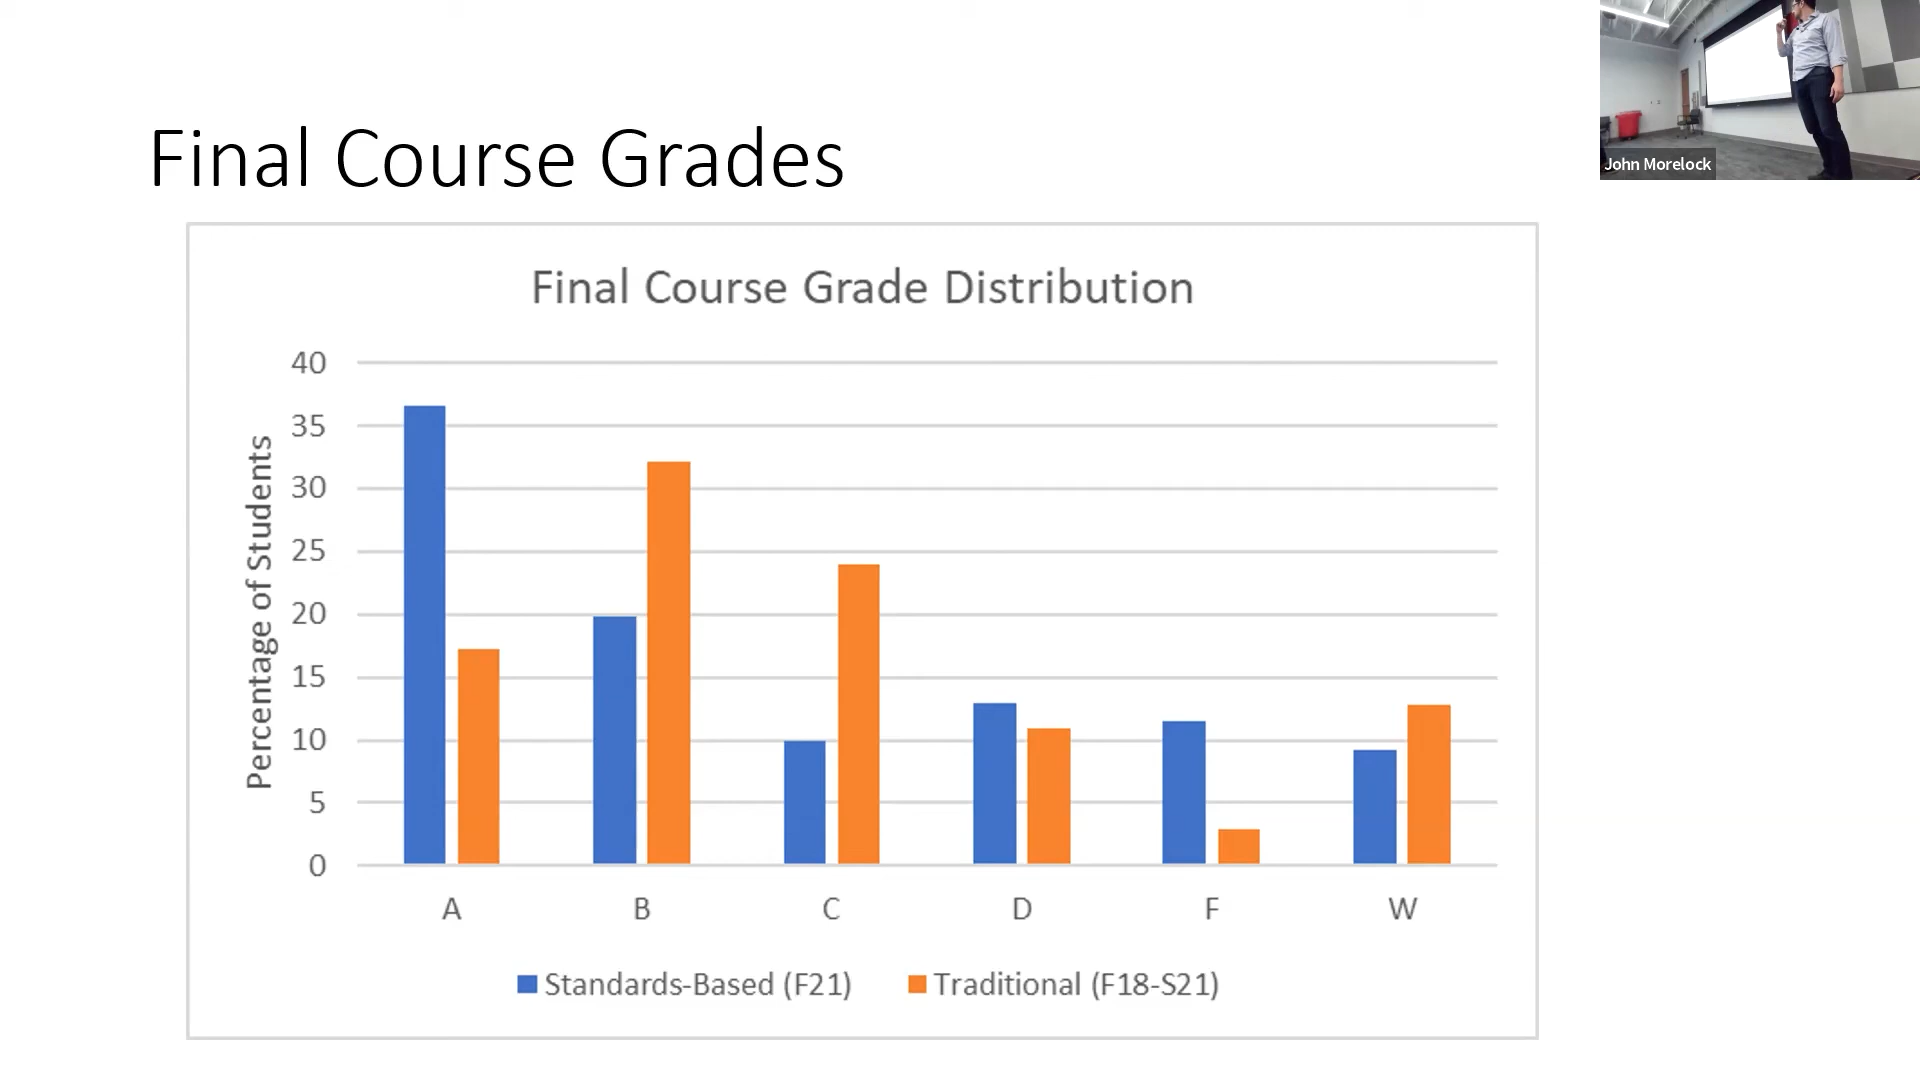 John Morelock
Final Course Grades
Final Course Grade Distribution
Percentage of Students
40
35
30
25
20
15
10
5
0
A B C D F W
Standards-Based (F21) Traditional (F18-S21)